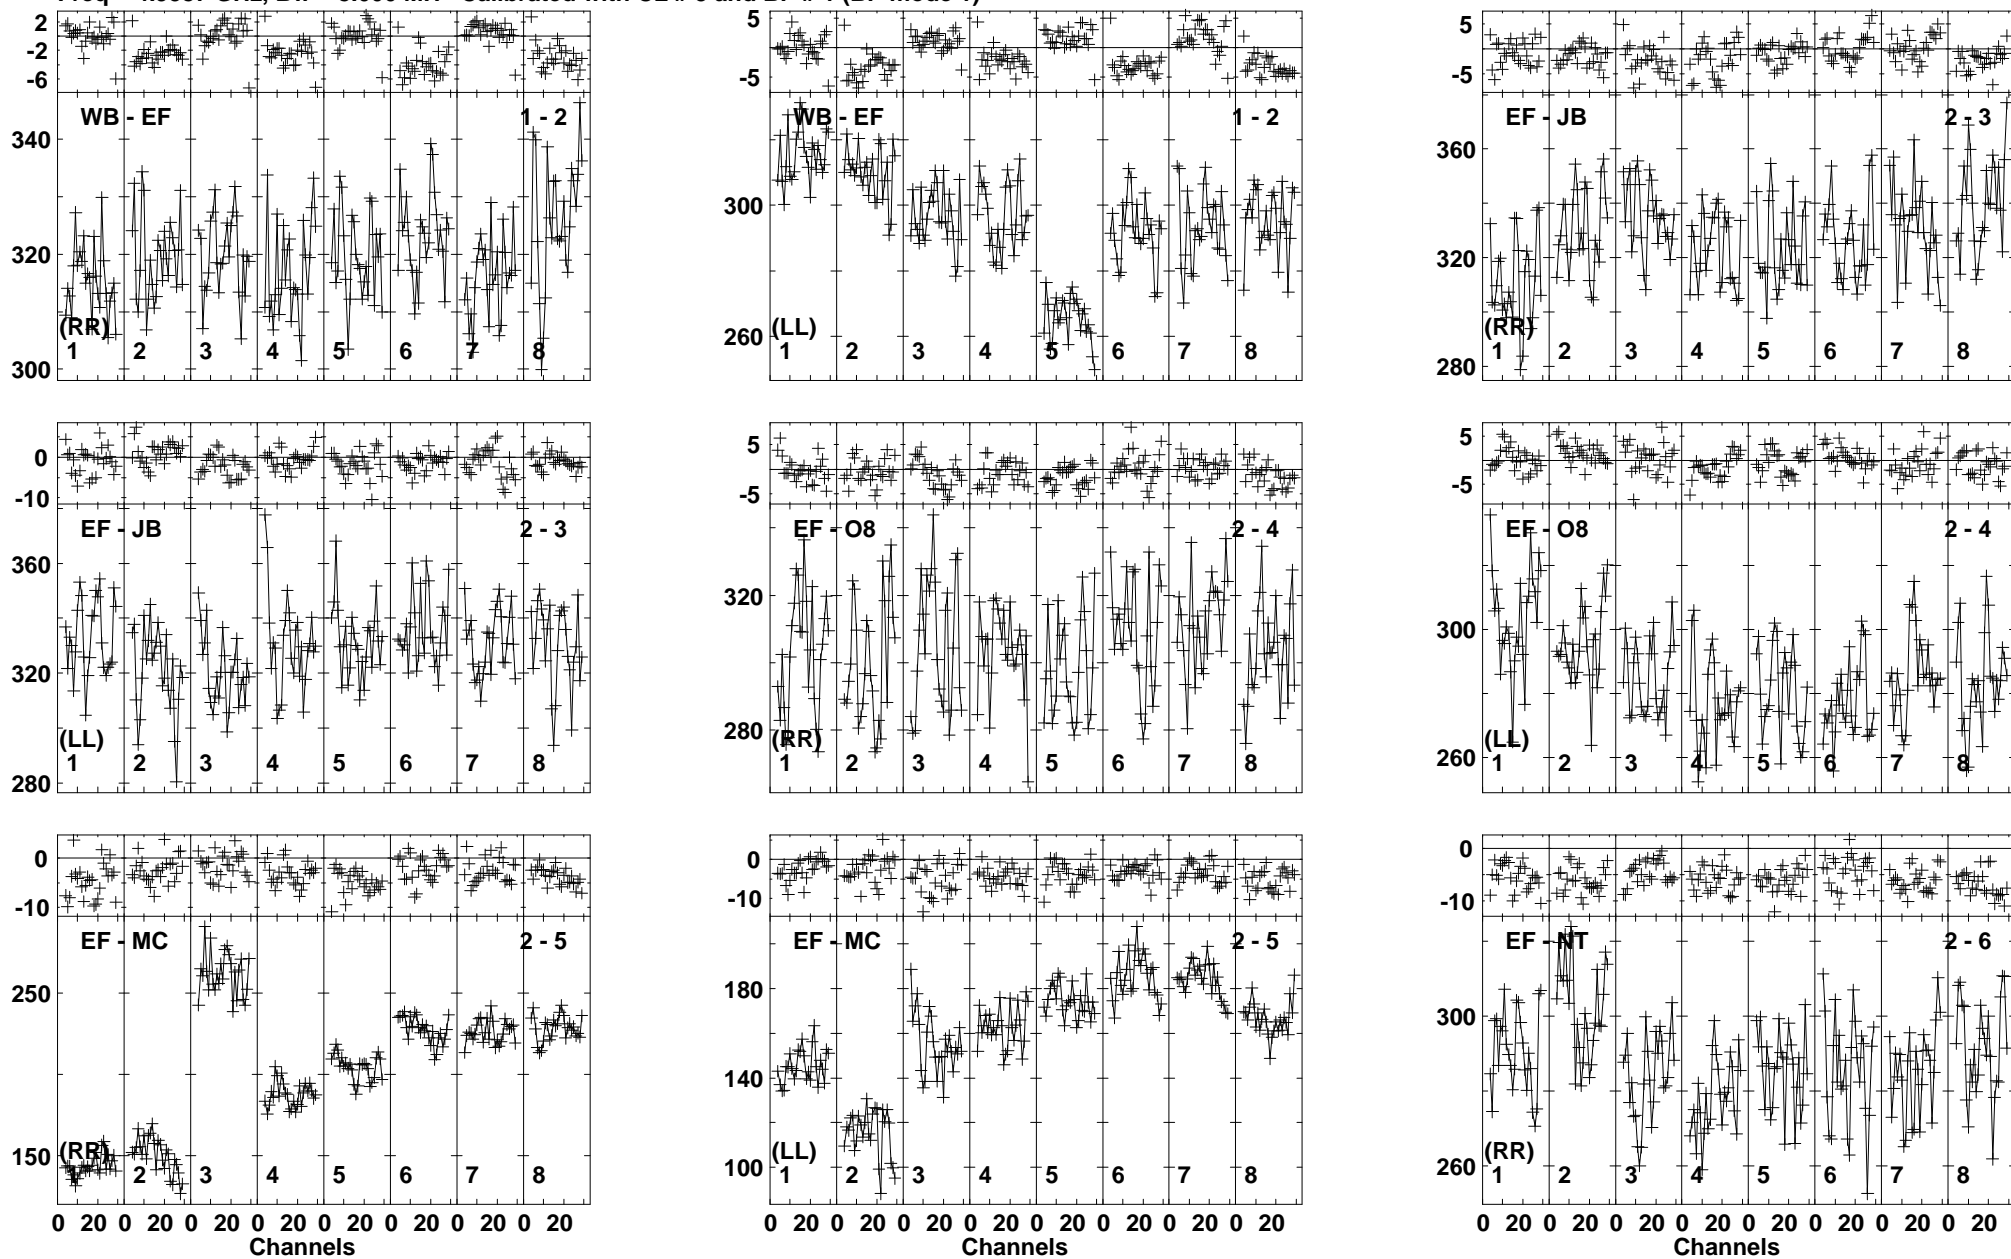 2 0 -2 -4 -6
WB - EF 1 - 2
340 320 300
(RR)
1 2 3 4 5 6 7 8
5 -5
WB - EF 1 - 2
300 260
(LL)
1 2 3 4 5 6 7 8
5 0 -5
EF - JB 2 - 3
360 320 280
(RR)
1 2 3 4 5 6 7 8
0 -10
EF - JB 2 - 3
360 320 280
(LL)
1 2 3 4 5 6 7 8
5 0 -5
EF - O8 2 - 4
320 280
(RR)
1 2 3 4 5 6 7 8
5 0 -5
EF - O8 2 - 4
300 260
(LL)
1 2 3 4 5 6 7 8
0 -10
EF - MC 2 - 5
250 150
(RR)
1 2 3 4 5 6 7 8
0 20 0 20 0 20 0 20 0 20 0 20 0 20 0 20
Channels
0 -10
EF - MC 2 - 5
180 140 100
(LL)
1 2 3 4 5 6 7 8
0 20 0 20 0 20 0 20 0 20 0 20 0 20 0 20
Channels
0 -10
EF - NT 2 - 6
300 260
(RR)
1 2 3 4 5 6 7 8
0 20 0 20 0 20 0 20 0 20 0 20 0 20 0 20
Channels